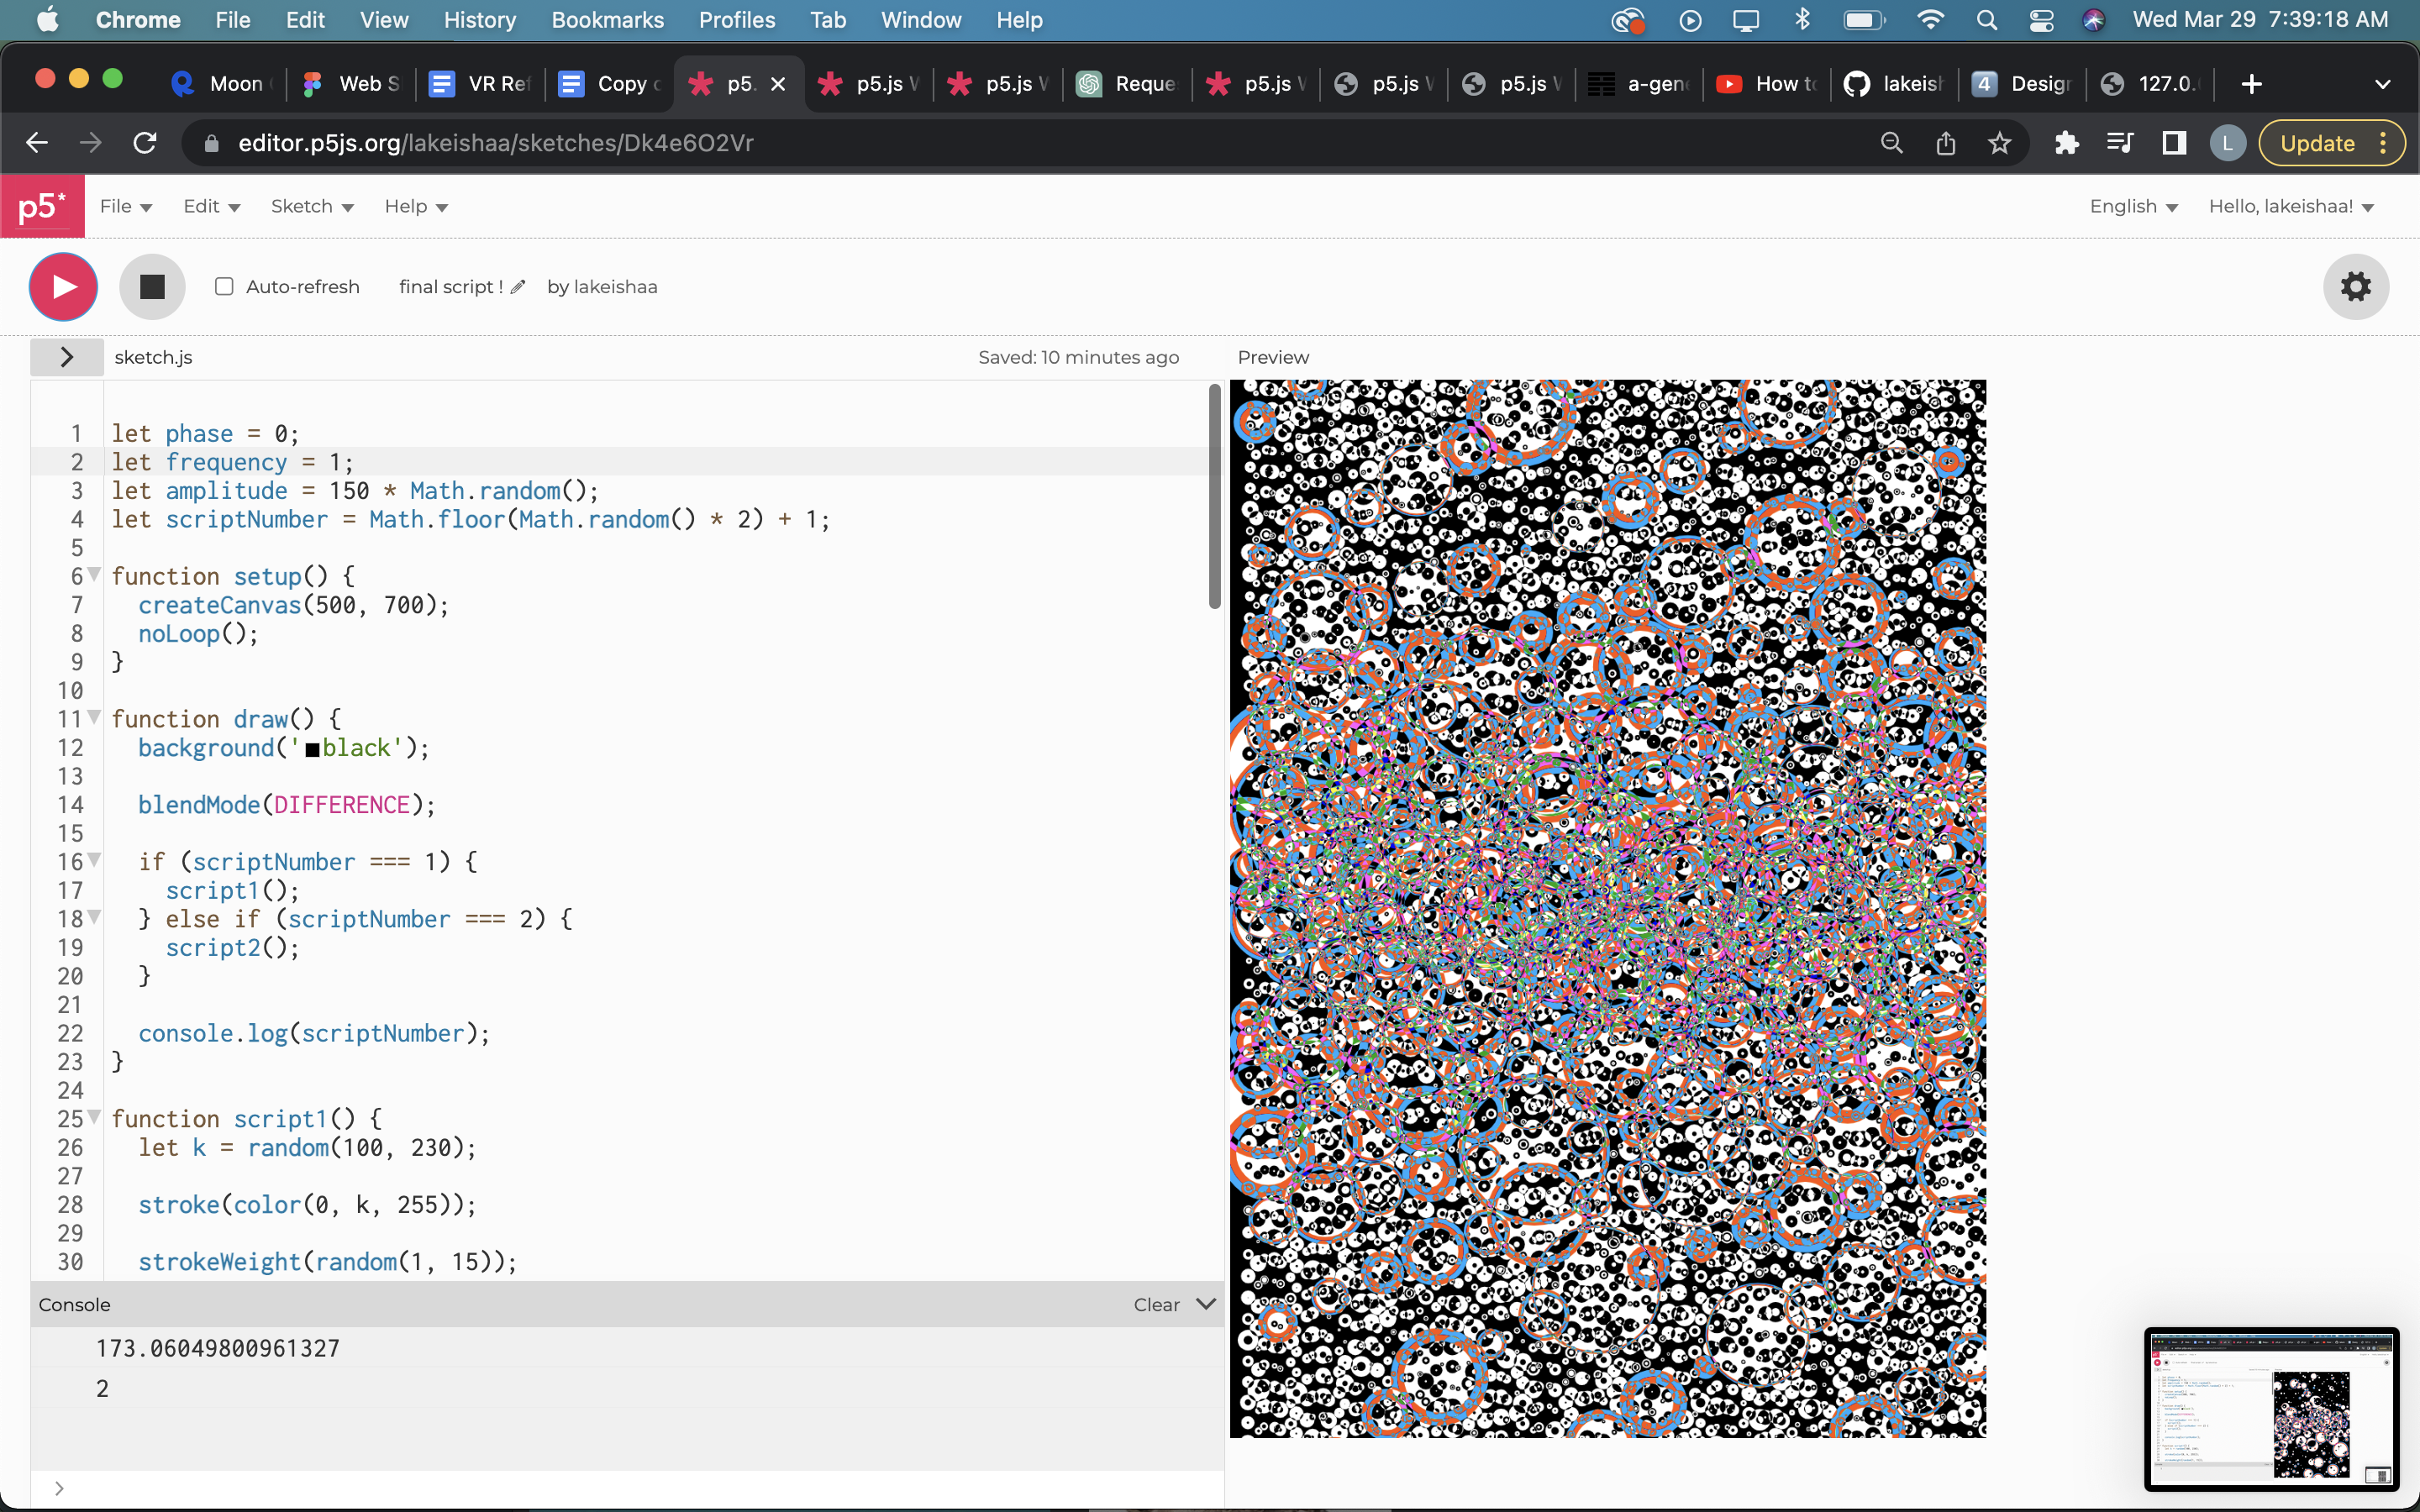 Chrome File Edit View History Bookmarks Profiles Tab Window Help Wed Mar 29 7:39:18 AM
Moon Web S VR Ref Copy p5. p5.js p5.js Reque p5.js p5.js p5.js a-gen How to lakeish Design 127.0.
editor.p5js.org/lakeishaa/sketches/Dk4e6O2Vr L Update
p5* File Edit Sketch Help English Hello, lakeishaa!
Auto-refresh final script ! by lakeishaa
sketch.js Saved: 10 minutes ago Preview
1 let phase = 0;
2 let frequency = 1;
3 let amplitude = 150 * Math.random();
4 let scriptNumber = Math.floor(Math.random() * 2) + 1;
5
6 function setup() {
7 createCanvas(500, 700);
8 noLoop();
9 }
10
11 function draw() {
12 background('black');
13
14 blendMode(DIFFERENCE);
15
16 if (scriptNumber === 1) {
17 script1();
18 } else if (scriptNumber === 2) {
19 script2();
20 }
21
22 console.log(scriptNumber);
23 }
24
25 function script1() {
26 let k = random(100, 230);
27
28 stroke(color(0, k, 255));
29
30 strokeWeight(random(1, 15));
Console Clear
173.06049800961327
2